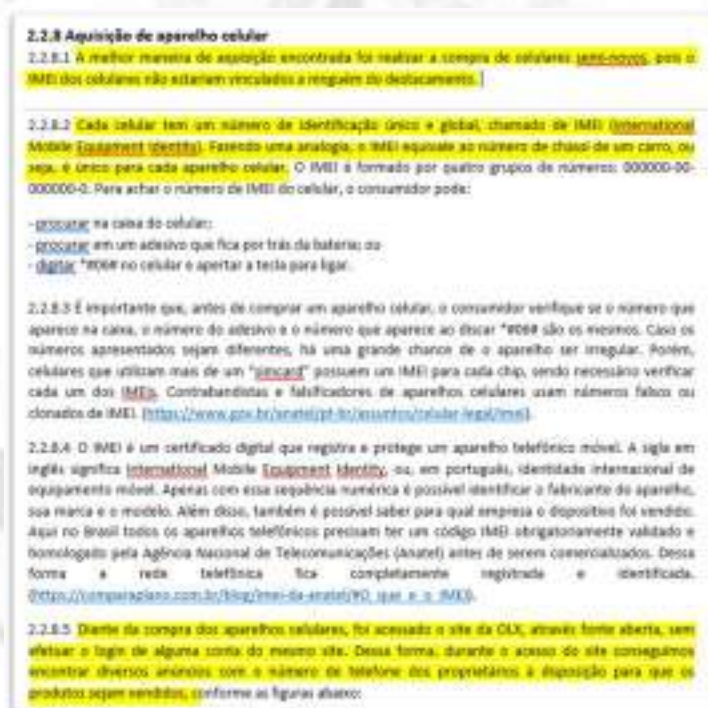 2.2.8 Aquisição de aparelho celular
2.2.8.1 A melhor maneira de aquisição encontrada foi realizar a compra de celulares semi-novos, pois o
IMEI dos celulares não estariam vinculados a ninguém do destacamento.
2.2.8.2 Cada celular tem um número de identificação único e global, chamado de IMEI (International
Mobile Equipment Identity). Fazendo uma analogia, o IMEI equivale ao número de chassi de um carro, ou
seja, é único para cada aparelho celular. O IMEI é formado por quatro grupos de números: 000000-00-
000000-0. Para achar o número de IMEI do celular, o consumidor pode:
- procurar na caixa do celular;
- procurar em um adesivo que fica por trás da bateria; ou
- digitar *#06# no celular e apertar a tecla para ligar.
2.2.8.3 É importante que, antes de comprar um aparelho celular, o consumidor verifique se o número que
aparece na caixa, o número do adesivo e o número que aparece ao discar *#06# são os mesmos. Caso os
números apresentados sejam diferentes, há uma grande chance de o aparelho ser irregular. Porém,
celulares que utilizam mais de um "simcard" possuem um IMEI para cada chip, sendo necessário verificar
cada um dos IMEIs. Contrabandistas e falsificadores de aparelhos celulares usam números falsos ou
clonados de IMEI. (https://www.gov.br/anatel/pt-br/assuntos/celular-legal/imei).
2.2.8.4 O IMEI é um certificado digital que registra e protege um aparelho telefônico móvel. A sigla em
inglês significa International Mobile Equipment Identity, ou, em português, identidade internacional de
equipamento móvel. Apenas com essa sequência numérica é possível identificar o fabricante do aparelho,
sua marca e o modelo. Além disso, também é possível saber para qual empresa o dispositivo foi vendido.
Aqui no Brasil todos os aparelhos telefônicos precisam ter um código IMEI obrigatoriamente validado e
homologado pela Agência Nacional de Telecomunicações (Anatel) antes de serem comercializados. Dessa
forma a rede telefônica fica completamente registrada e identificada.
(https://comparaplano.com.br/blog/imei-da-anatel/#O_que_e_o_IMEI).
2.2.8.5 Diante da compra dos aparelhos celulares, foi acessado o site da OLX, através fonte aberta, sem
efetuar o login de alguma conta do mesmo site. Dessa forma, durante o acesso do site conseguimos
encontrar diversos anúncios com o número de telefone dos proprietários à disposição para que os
produtos sejam vendidos, conforme as figuras abaixo: